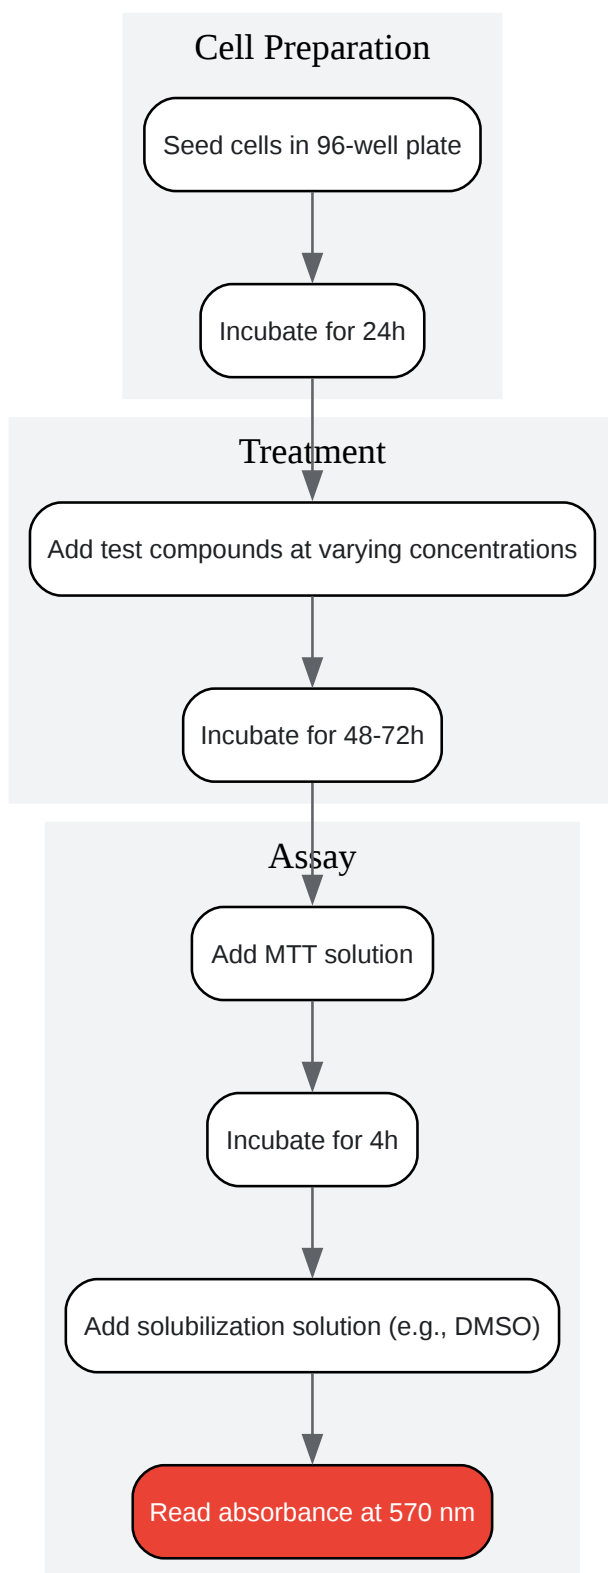 Cell Preparation
Seed cells in 96-well plate
Incubate for 24h
Treatment
Add test compounds at varying concentrations
Incubate for 48-72h
Assay
Add MTT solution
Incubate for 4h
Add solubilization solution (e.g., DMSO)
Read absorbance at 570 nm